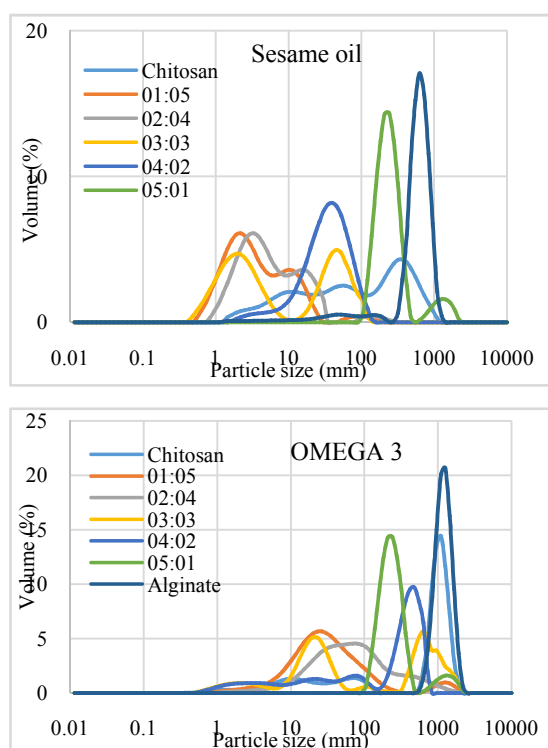 Sesame oil
20
10
0
Volume (%)
Chitosan
01:05
02:04
03:03
04:02
05:01
0.01 0.1 1 10 100 1000 10000
Particle size (mm)
OMEGA 3
25
20
15
10
5
0
Volume (%)
Chitosan
01:05
02:04
03:03
04:02
05:01
Alginate
0.01 0.1 1 10 100 1000 10000
Particle size (mm)